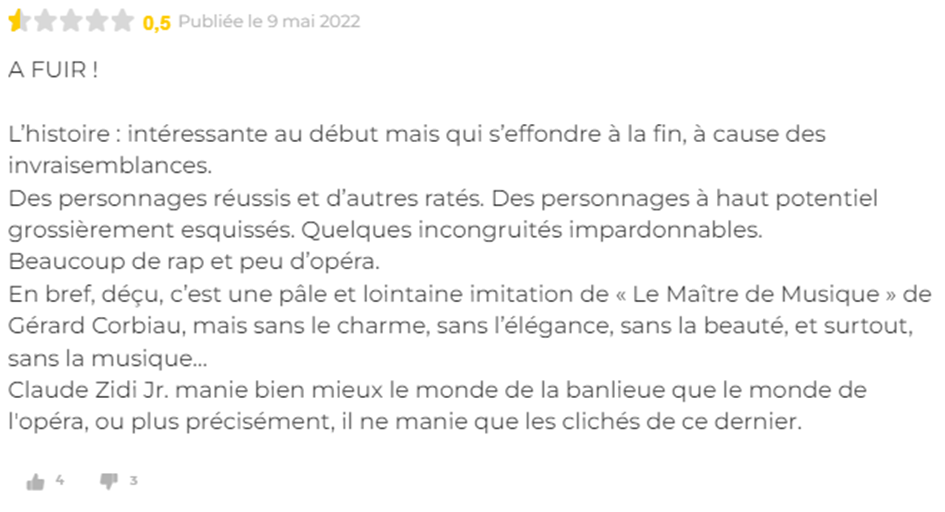 0,5 Publiée le 9 mai 2022
A FUIR !
L’histoire : intéressante au début mais qui s’effondre à la fin, à cause des
invraisemblances.
Des personnages réussis et d’autres ratés. Des personnages à haut potentiel
grossièrement esquissés. Quelques incongruités impardonnables.
Beaucoup de rap et peu d’opéra.
En bref, déçu, c’est une pâle et lointaine imitation de « Le Maître de Musique » de
Gérard Corbiau, mais sans le charme, sans l’élégance, sans la beauté, et surtout,
sans la musique...
Claude Zidi Jr. manie bien mieux le monde de la banlieue que le monde de
l'opéra, ou plus précisément, il ne manie que les clichés de ce dernier.
4 3